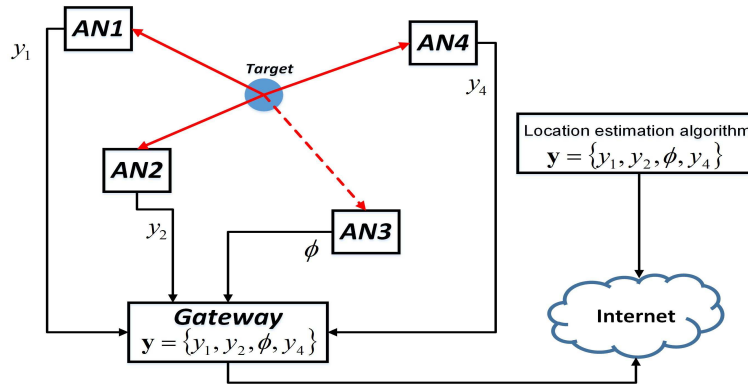 AN1
AN4
Target
y₁
y₄
Location estimation algorithm
𝐲 = {y₁, y₂, ϕ, y₄}
AN2
y₂
AN3
ϕ
Gateway
𝐲 = {y₁, y₂, ϕ, y₄}
Internet